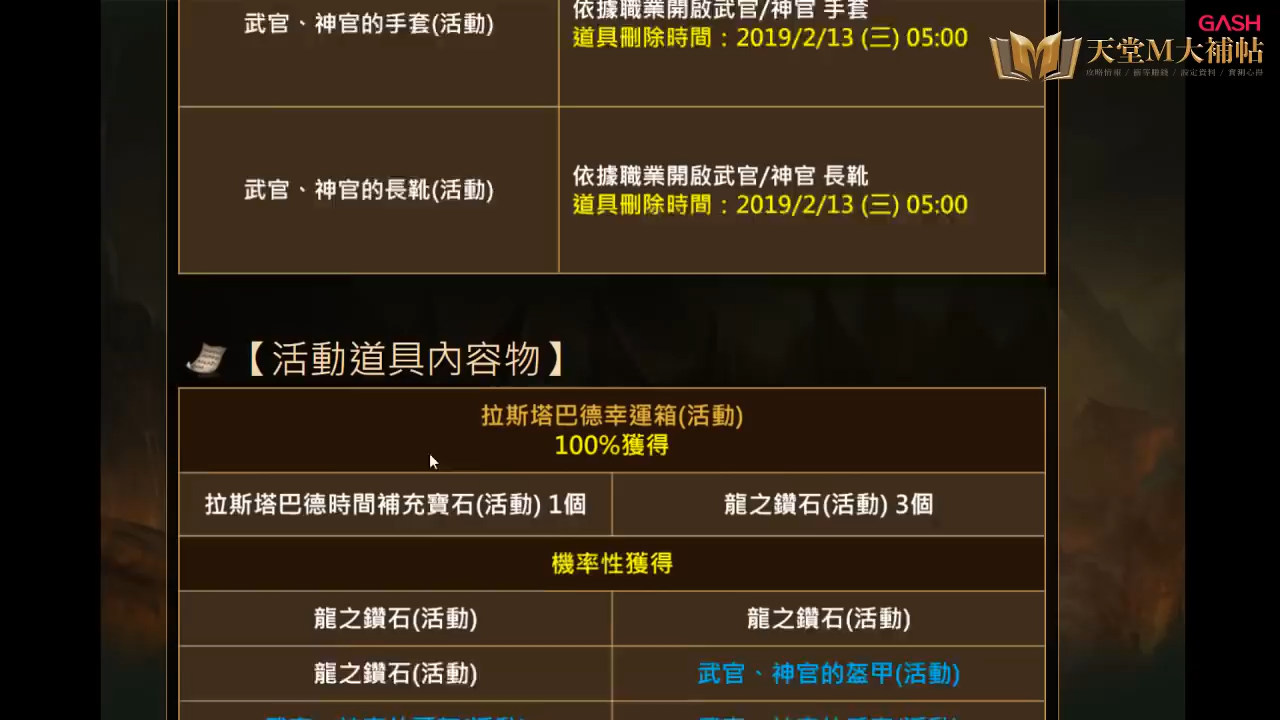 武官、神官的手套(活動)
依據職業開啟武官/神官 手套
道具刪除時間：2019/2/13 (三) 05:00
GASH
天堂M大補帖
武官、神官的長靴(活動)
依據職業開啟武官/神官 長靴
道具刪除時間：2019/2/13 (三) 05:00
【活動道具內容物】
拉斯塔巴德幸運箱(活動)
100%獲得
拉斯塔巴德時間補充寶石(活動) 1個
龍之鑽石(活動) 3個
機率性獲得
龍之鑽石(活動)
龍之鑽石(活動)
龍之鑽石(活動)
武官、神官的盔甲(活動)